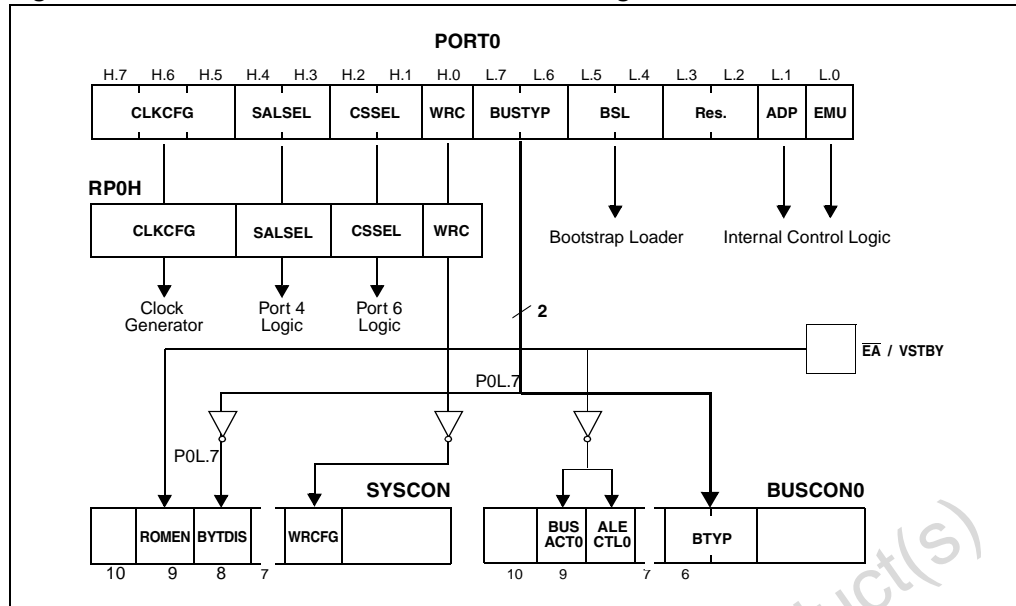 PORT0
H.7 H.6 H.5 H.4 H.3 H.2 H.1 H.0 L.7 L.6 L.5 L.4 L.3 L.2 L.1 L.0
CLKCFG SALSEL CSSEL WRC BUSTYP BSL Res. ADP EMU
RP0H
CLKCFG SALSEL CSSEL WRC
Bootstrap Loader Internal Control Logic
Clock Generator
Port 4 Logic
Port 6 Logic
2
EA / VSTBY
P0L.7
P0L.7
SYSCON BUSCON0
ROMEN BYTDIS WRCFG
BUS ACT0
ALE CTL0
BTYP
10 9 8 7 10 9 7 6
uct(s)